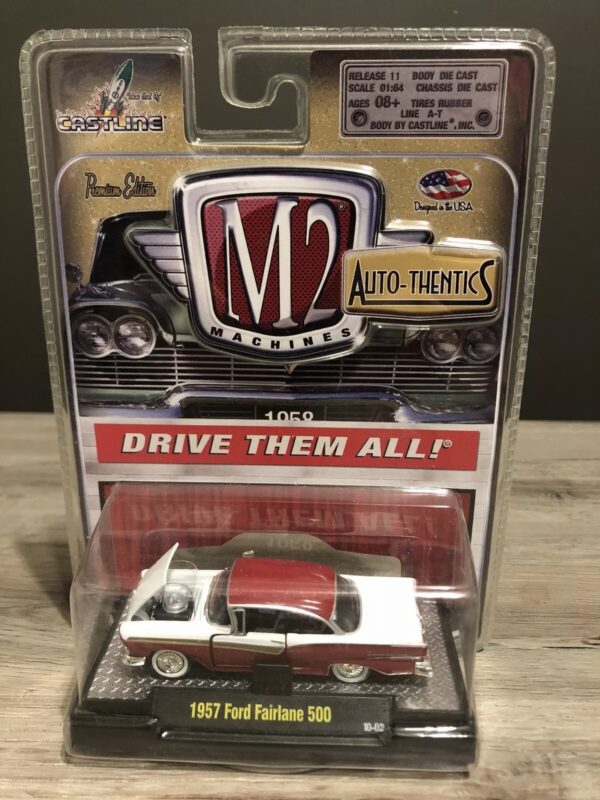 CASTLINE
RELEASE 11 BODY DIE CAST
SCALE 01:64 CHASSIS DIE CAST
AGES 08+ TIRES RUBBER
LINE A-T
BODY BY CASTLINE®, INC.
Premium Edition
Designed in the USA
M2®
MACHINES
AUTO-THENTICS
1958
DRIVE THEM ALL!®
1957 Ford Fairlane 500
10-02